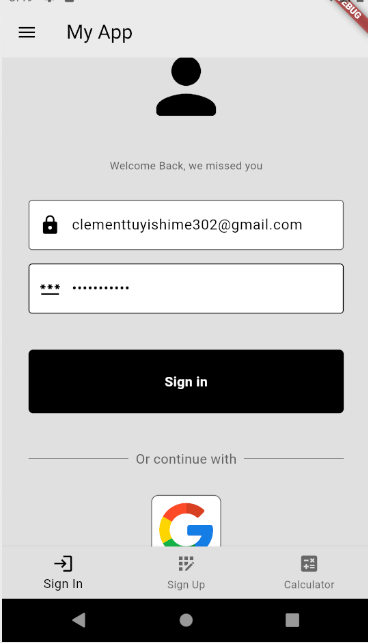 My App
Welcome Back, we missed you
clementtuyishime302@gmail.com
***
•••••••••••
Sign in
Or continue with
Sign In
Sign Up
Calculator